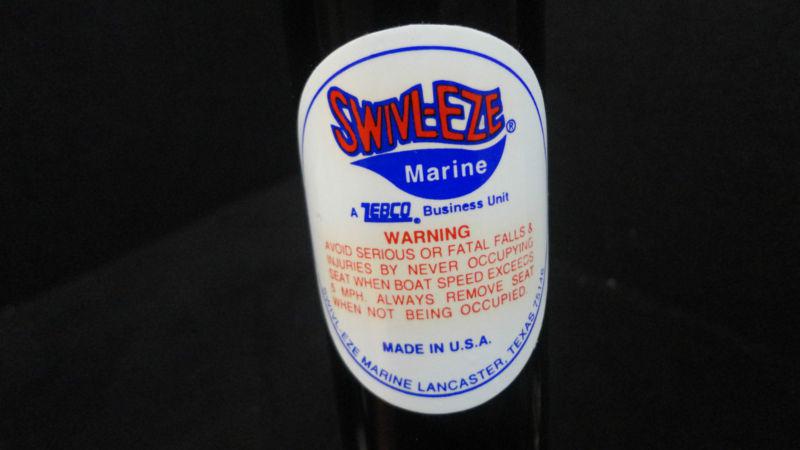 SWIVL-EZE®
Marine
A ZEBCO® Business Unit
WARNING
AVOID SERIOUS OR FATAL FALLS &
INJURIES BY NEVER OCCUPYING
SEAT WHEN BOAT SPEED EXCEEDS
5 MPH. ALWAYS REMOVE SEAT
WHEN NOT BEING OCCUPIED.
MADE IN U.S.A.
SWIVL-EZE MARINE LANCASTER, TEXAS 75146